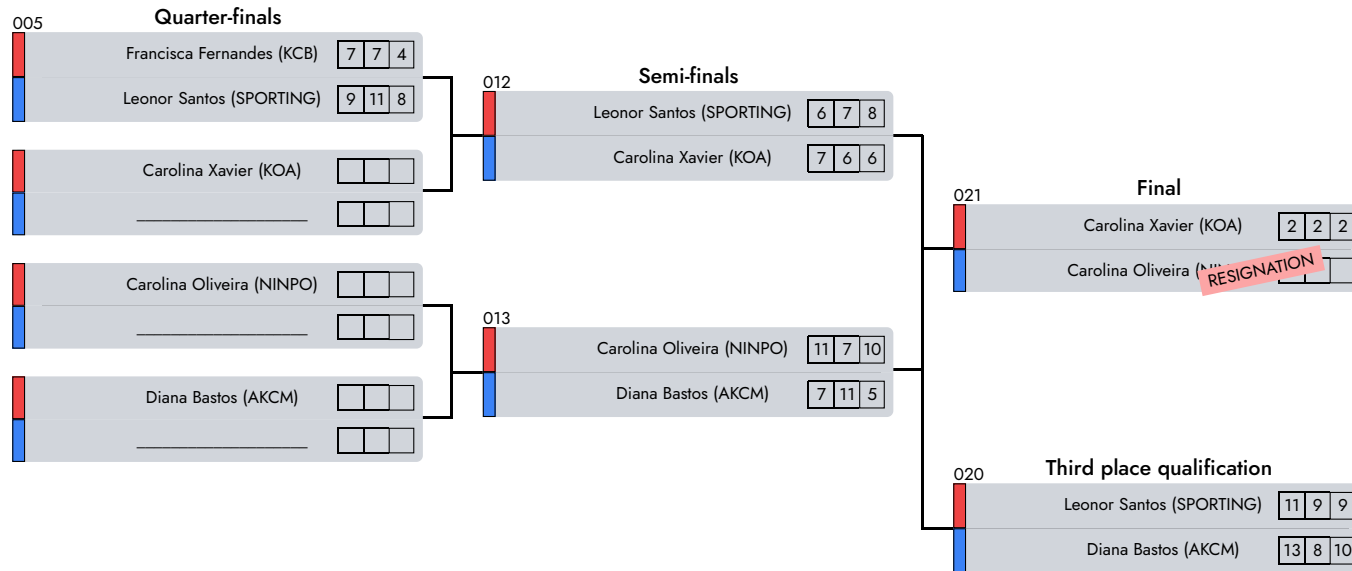 Quarter-finals
005
Francisca Fernandes (KCB) 7 7 4
Leonor Santos (SPORTING) 9 11 8
Carolina Xavier (KOA)
Carolina Oliveira (NINPO)
Diana Bastos (AKCM)
Semi-finals
012
Leonor Santos (SPORTING) 6 7 8
Carolina Xavier (KOA) 7 6 6
013
Carolina Oliveira (NINPO) 11 7 10
Diana Bastos (AKCM) 7 11 5
Final
021
Carolina Xavier (KOA) 2 2 2
Carolina Oliveira
RESIGNATION
Third place qualification
020
Leonor Santos (SPORTING) 11 9 9
Diana Bastos (AKCM) 13 8 10